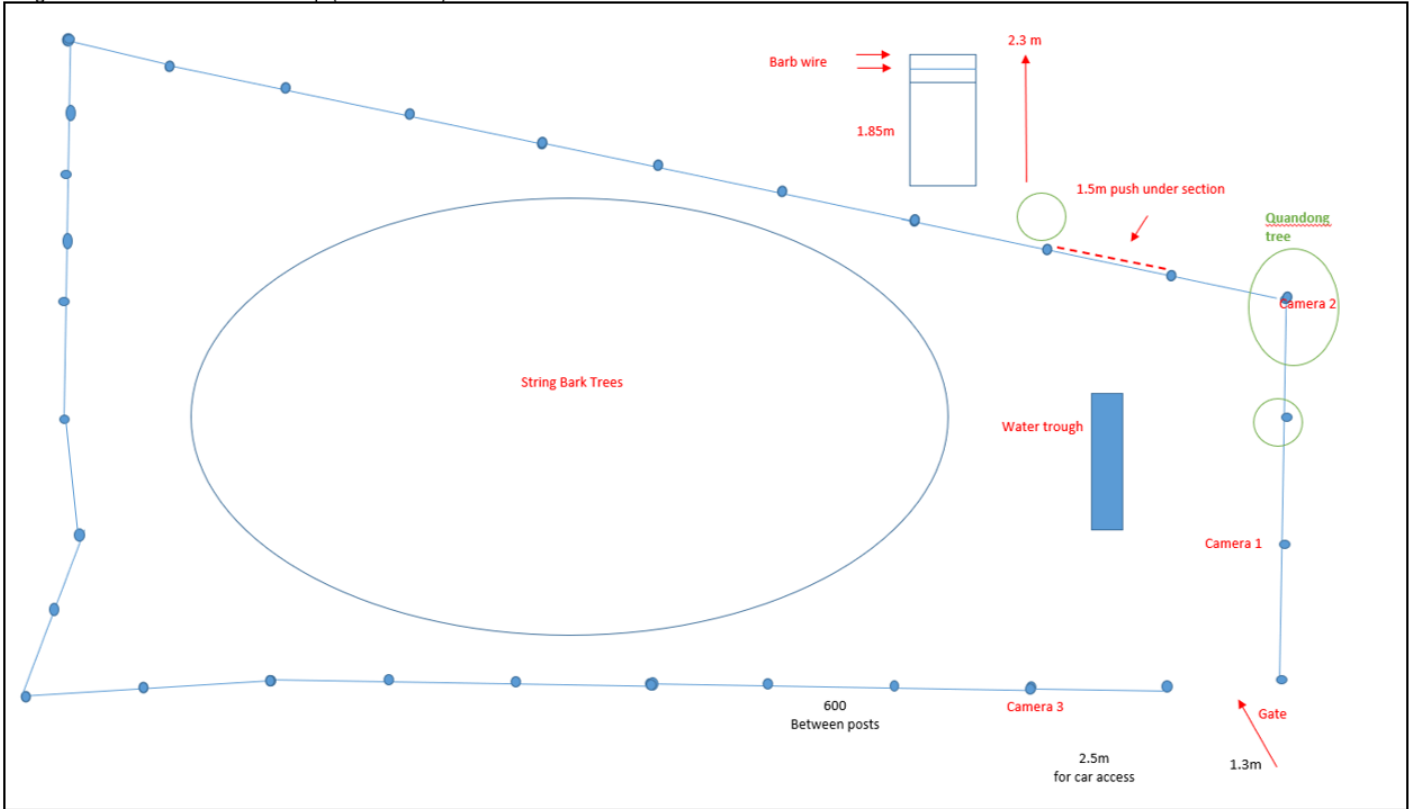 2.3 m
Barb wire
1.85m
1.5m push under section
Quandong
tree
Camera 2
String Bark Trees
Water trough
Camera 1
600
Between posts
Camera 3
Gate
2.5m
for car access
1.3m